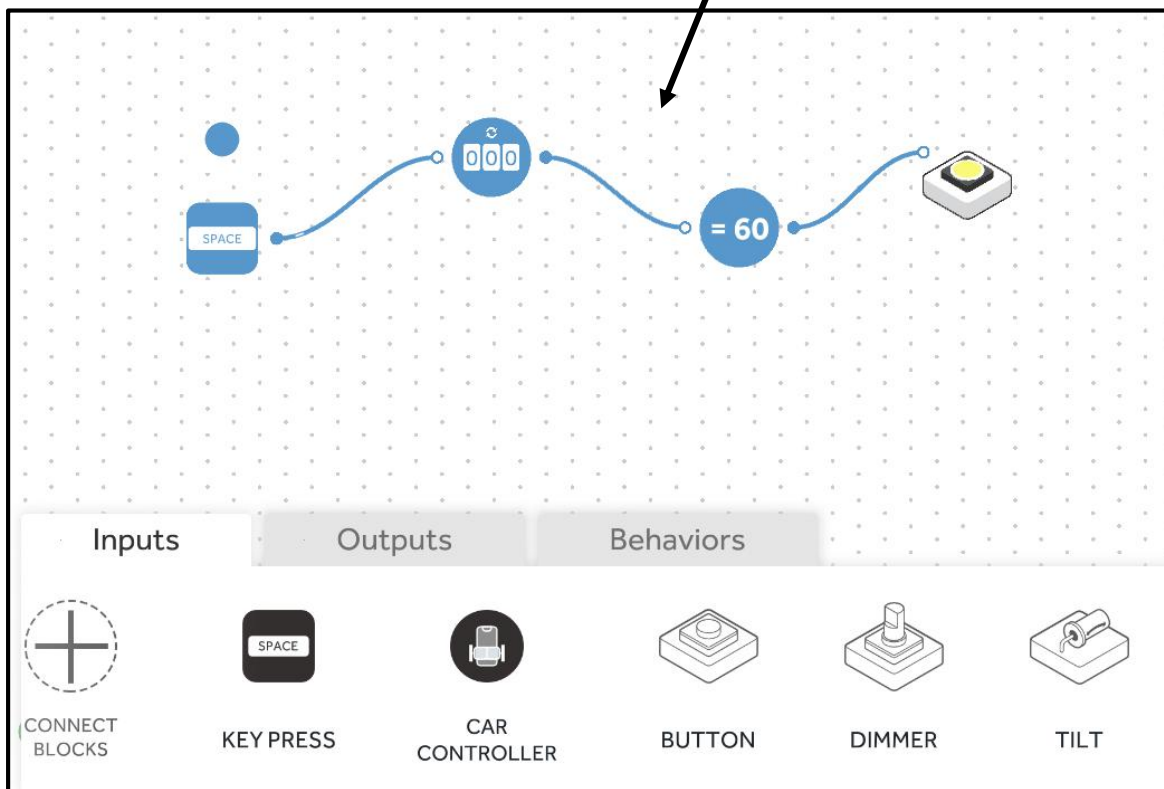 000
SPACE
= 60
Inputs
Outputs
Behaviors
SPACE
CONNECT
BLOCKS
KEY PRESS
CAR
CONTROLLER
BUTTON
DIMMER
TILT